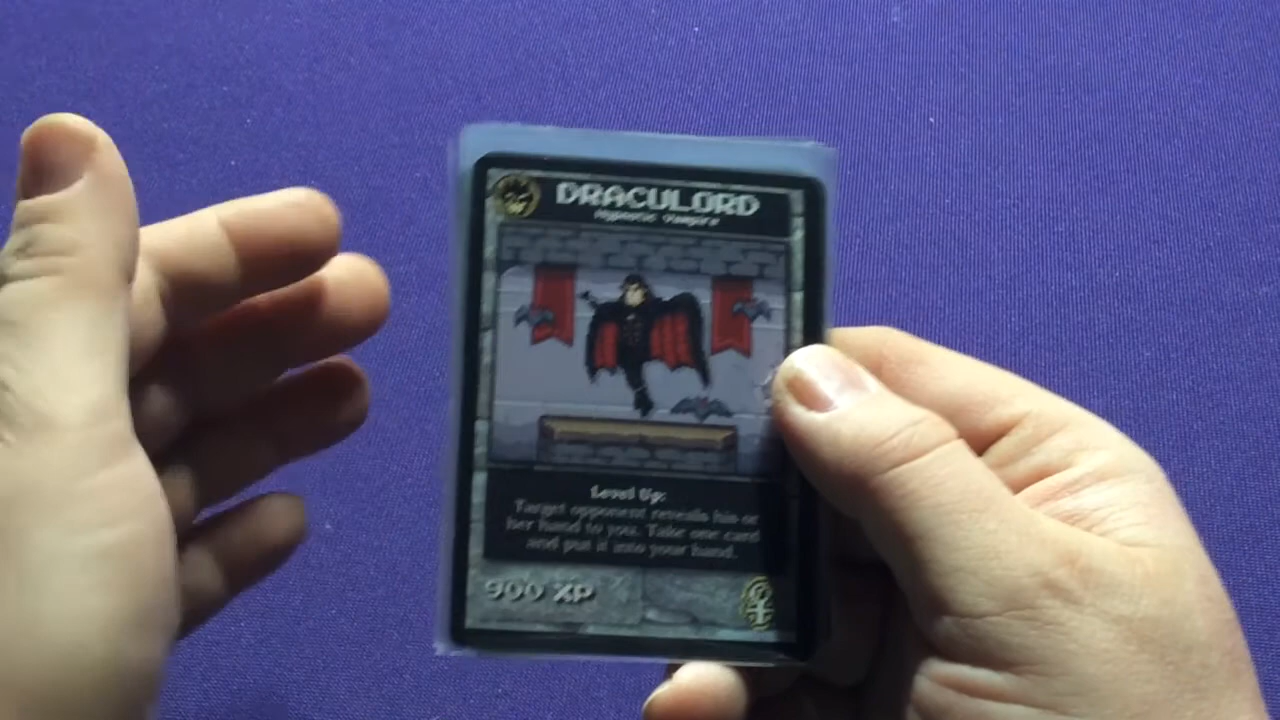 DRACULORD
Hypnotic Vampire
Level Up:
Target opponent reveals his or
her hand to you. Take one card
and put it into your hand.
900 XP